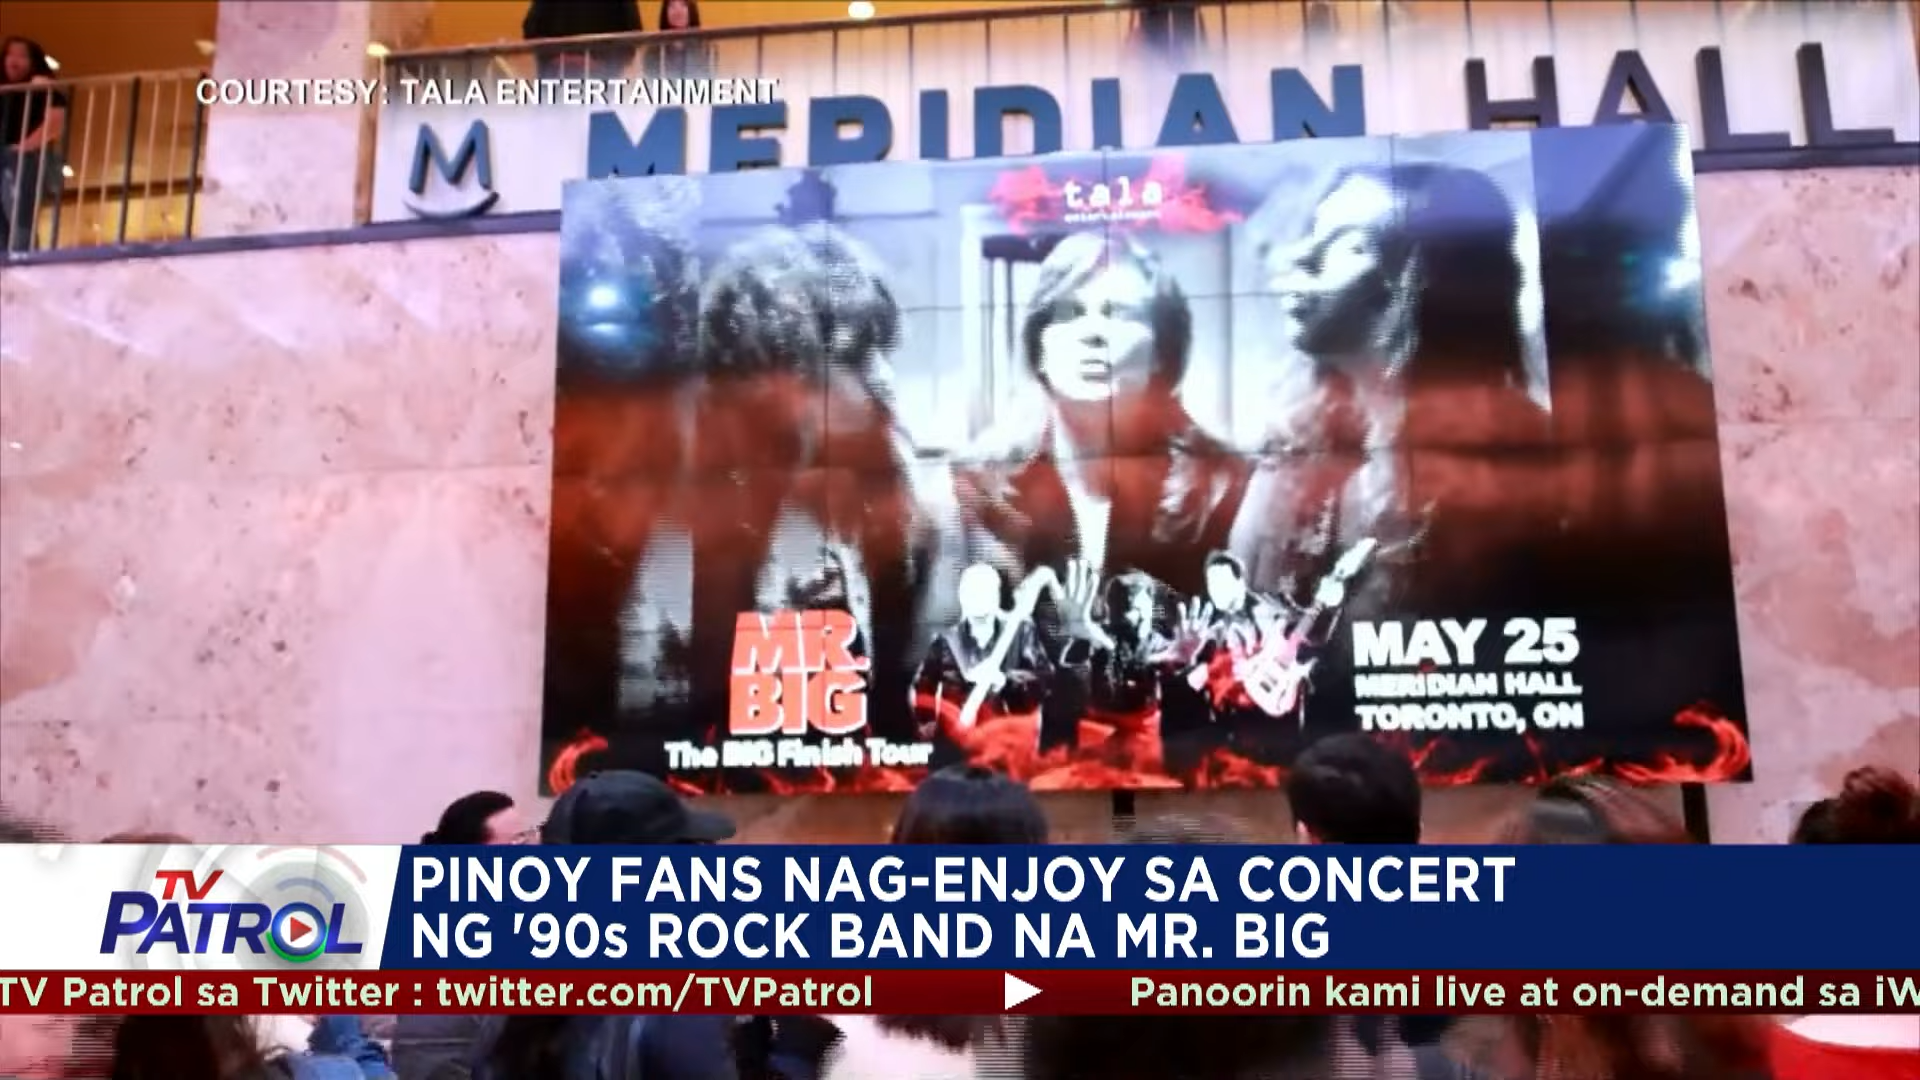 COURTESY: TALA ENTERTAINMENT
M MERIDIAN HALL
tala
entertainment
MR.
BIG
The BIG Finish Tour
MAY 25
MERIDIAN HALL
TORONTO, ON
TV
PATROL
PINOY FANS NAG-ENJOY SA CONCERT
NG '90s ROCK BAND NA MR. BIG
TV Patrol sa Twitter : twitter.com/TVPatrol Panoorin kami live at on-demand sa iW